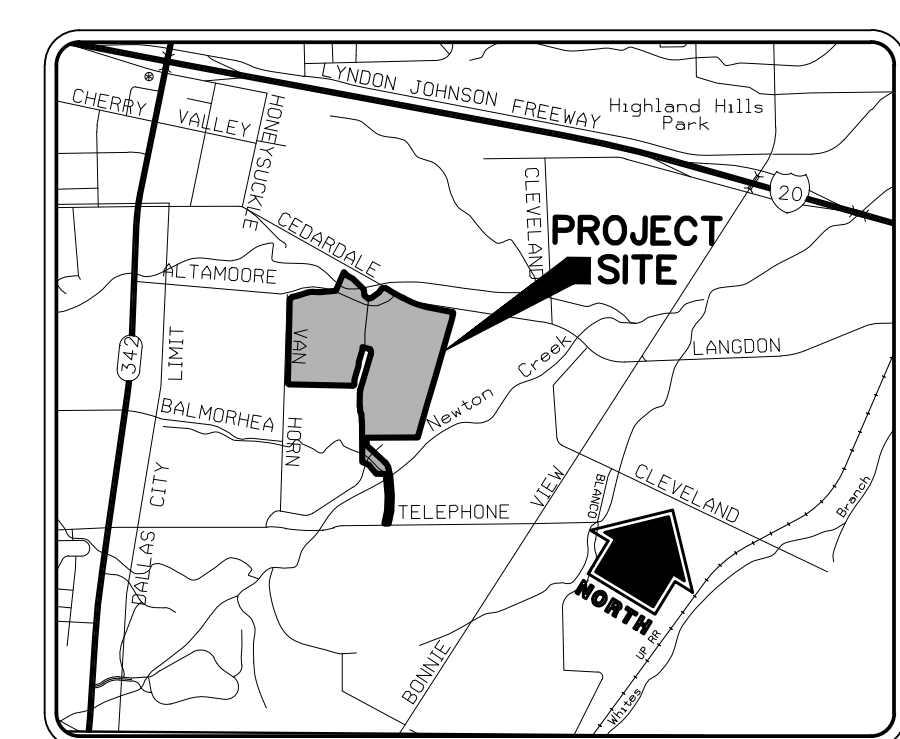 LYNDON JOHNSON FREEWAY
Highland Hills
Park
CHERRY VALLEY
HONEYSUCKLE
20
CLEVELAND
PROJECT
SITE
CEDARDALE
ALTAMOORE
VAN HORN
342
DALLAS CITY LIMIT
LANGDON
Newton Creek
BALMORHEA
CLEVELAND
BONNIE VIEW
BLANCO
TELEPHONE
Whites Branch
NORTH
UP RR